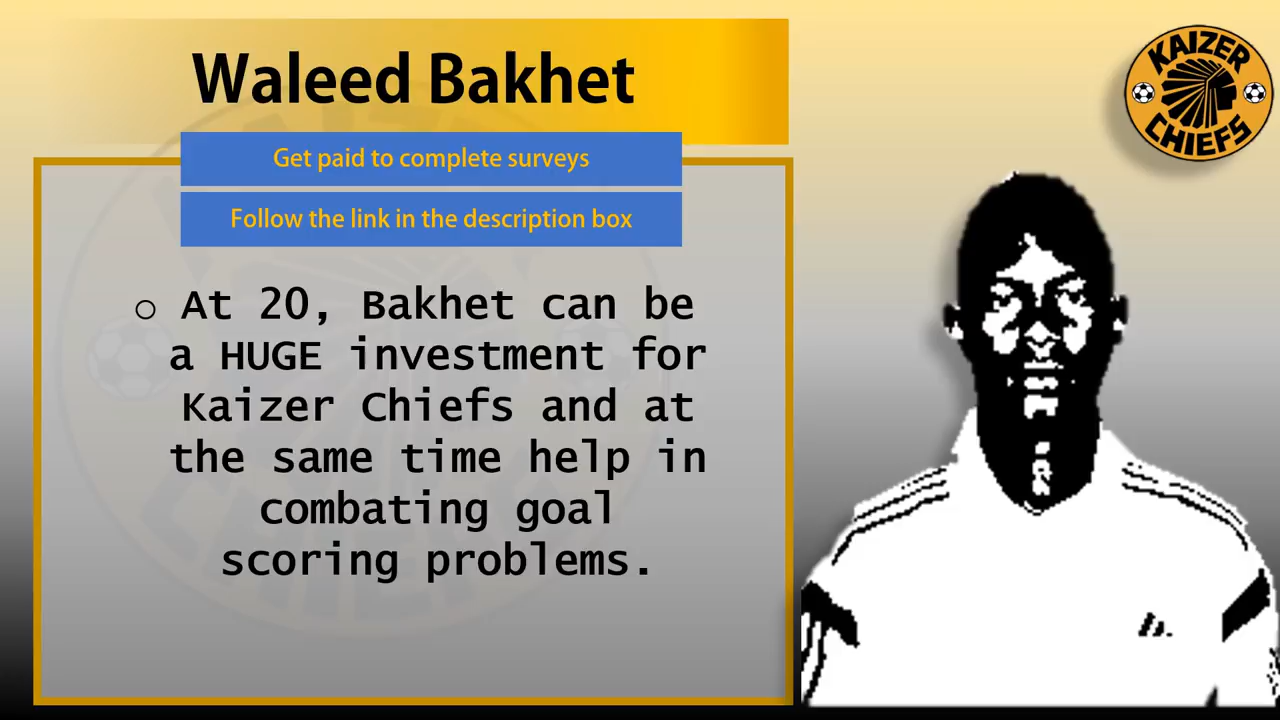 Waleed Bakhet
KAIZER
CHIEFS
Get paid to complete surveys
Follow the link in the description box
○ At 20, Bakhet can be
a HUGE investment for
Kaizer Chiefs and at
the same time help in
combating goal
scoring problems.